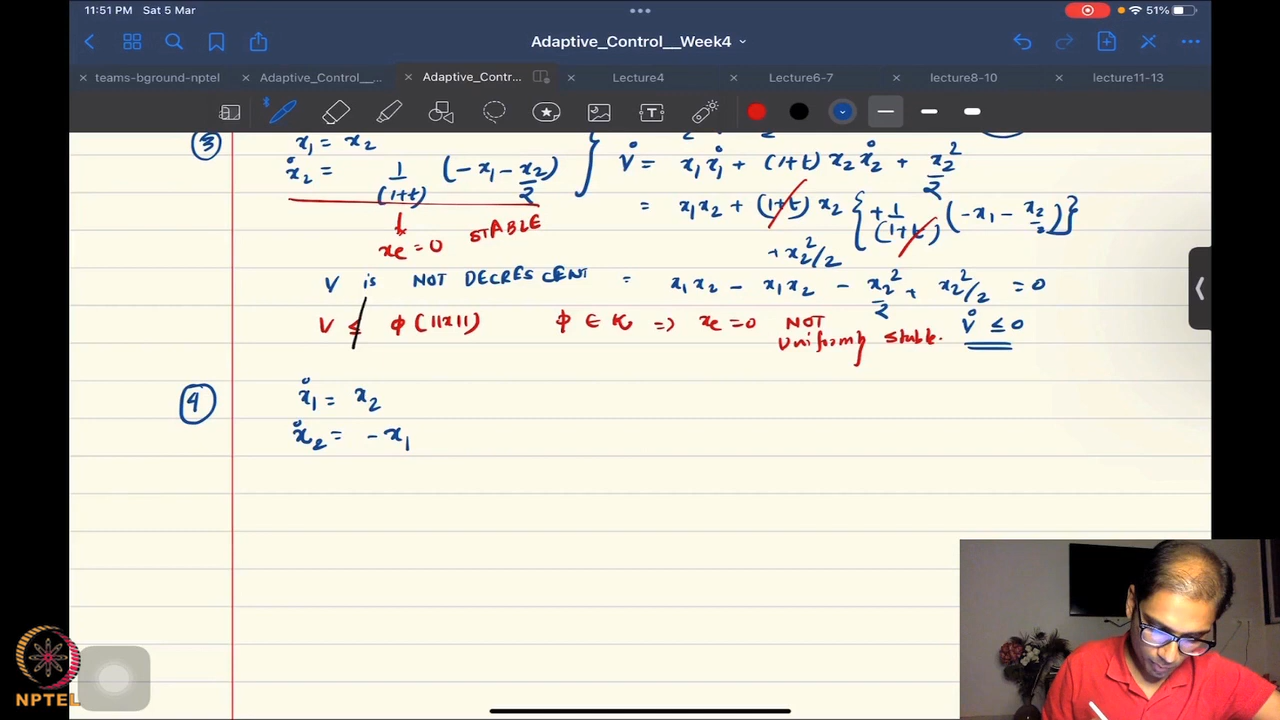 11:51 PM Sat 5 Mar
51%
Adaptive_Control__Week4
teams-bground-nptel
Adaptive_Control__...
Adaptive_Contr...
Lecture4
Lecture6-7
lecture8-10
lecture11-13
③ ẋ₁ = x₂
ẋ₂ = 1/(1+t) (-x₁ - x₂/2)
V̇ = x₁ẋ₁ + (1+t) x₂ẋ₂ + x₂²/2
= x₁x₂ + (1+t) x₂ { +1/(1+t) (-x₁ - x₂/2) }
+ x₂²/2
xe = 0 STABLE
V is NOT DECRESCENT
= x₁x₂ - x₁x₂ - x₂²/2 + x₂²/2 = 0
V ≰ φ(||x||) φ ∈ K ⇒ xe = 0 NOT
Uniformly stable.
V̇ ≤ 0
④ ẋ₁ = x₂
ẋ₂ = -x₁
NPTEL